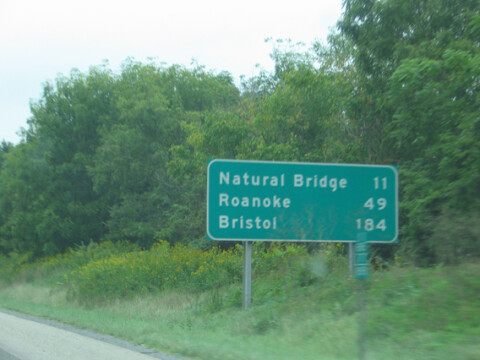 Natural Bridge 11
Roanoke 49
Bristol 184